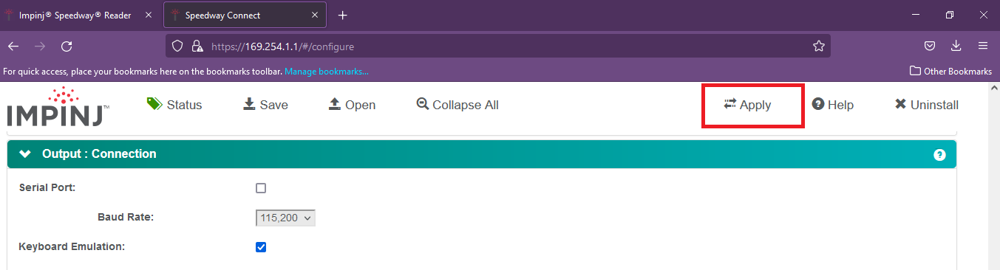 Impinj® Speedway® Reader
Speedway Connect
https://169.254.1.1/#/configure
For quick access, place your bookmarks here on the bookmarks toolbar. Manage bookmarks...
Other Bookmarks
IMPINJ™
Status
Save
Open
Collapse All
Apply
Help
Uninstall
Output : Connection
Serial Port:
Baud Rate:
115,200
Keyboard Emulation: